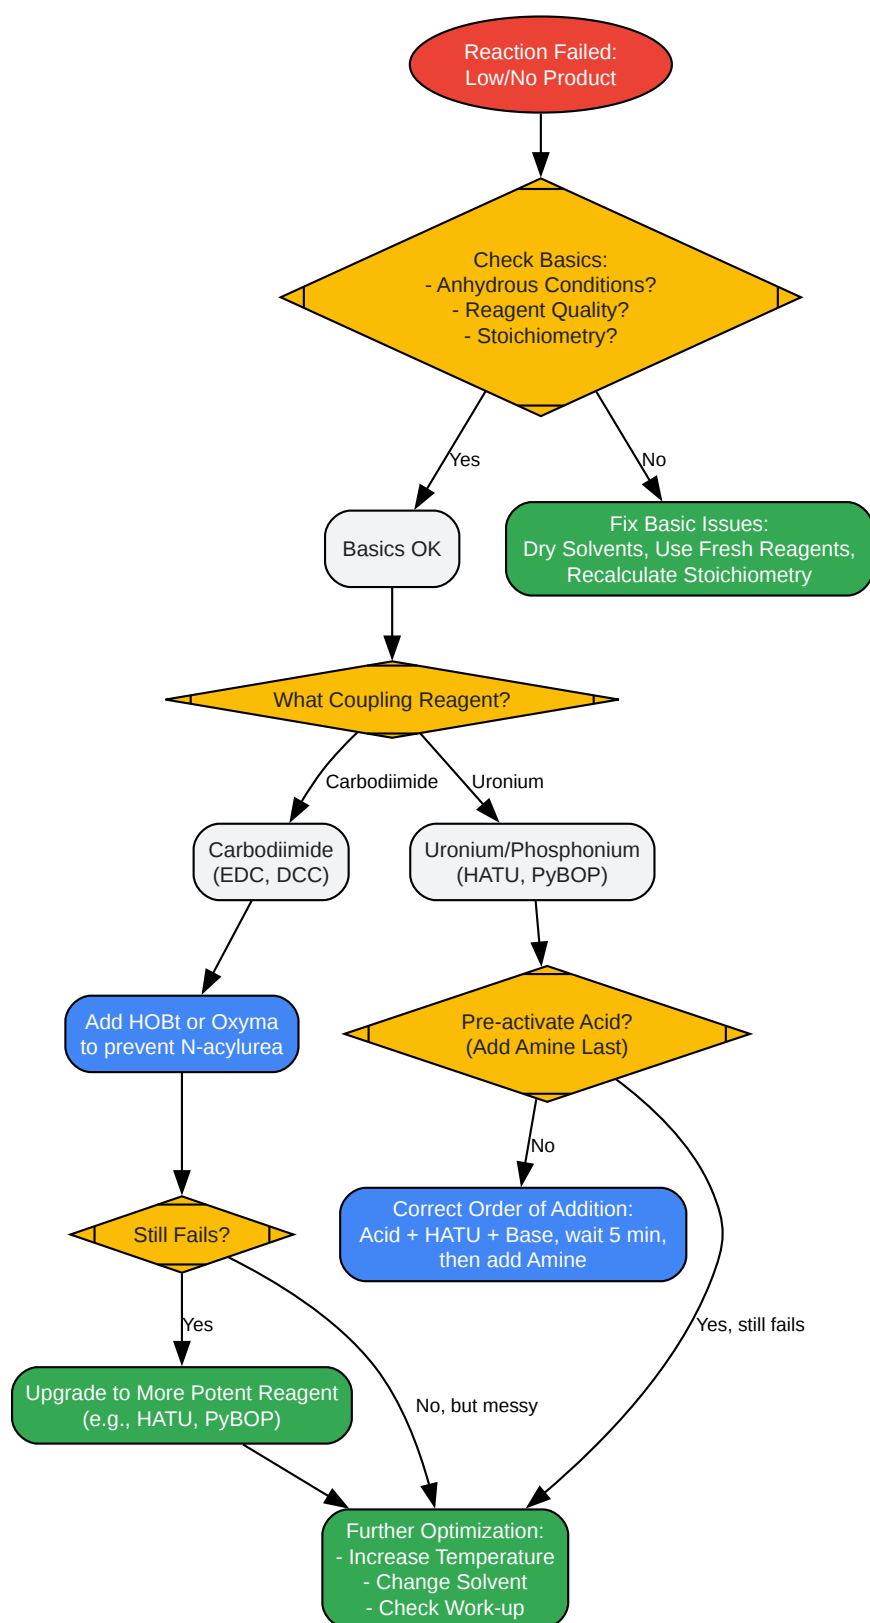 Reaction Failed:
Low/No Product
Check Basics:
- Anhydrous Conditions?
- Reagent Quality?
- Stoichiometry?
Yes
No
Basics OK
Fix Basic Issues:
Dry Solvents, Use Fresh Reagents,
Recalculate Stoichiometry
What Coupling Reagent?
Carbodiimide
Uronium
Carbodiimide
(EDC, DCC)
Uronium/Phosphonium
(HATU, PyBOP)
Add HOBt or Oxyma
to prevent N-acylurea
Pre-activate Acid?
(Add Amine Last)
No
Still Fails?
Correct Order of Addition:
Acid + HATU + Base, wait 5 min,
then add Amine
Yes
Yes, still fails
Upgrade to More Potent Reagent
(e.g., HATU, PyBOP)
No, but messy
Further Optimization:
- Increase Temperature
- Change Solvent
- Check Work-up